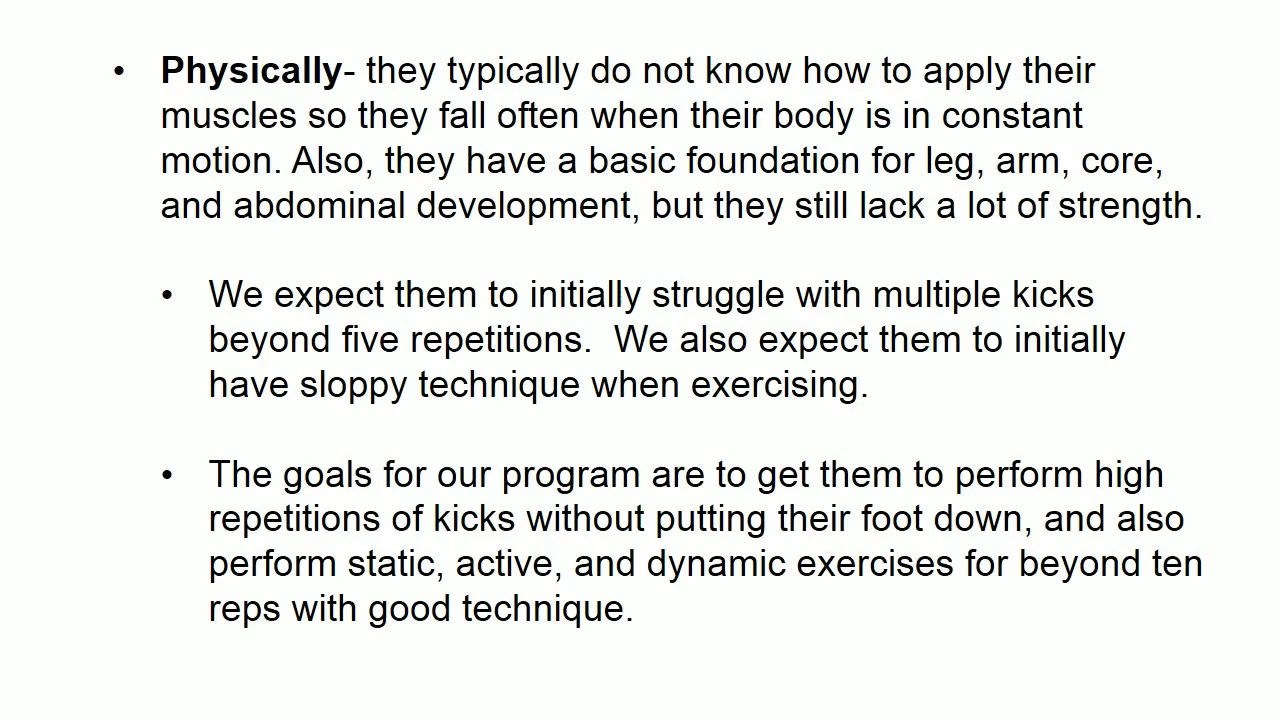 • Physically- they typically do not know how to apply their
muscles so they fall often when their body is in constant
motion. Also, they have a basic foundation for leg, arm, core,
and abdominal development, but they still lack a lot of strength.
• We expect them to initially struggle with multiple kicks
beyond five repetitions.  We also expect them to initially
have sloppy technique when exercising.
• The goals for our program are to get them to perform high
repetitions of kicks without putting their foot down, and also
perform static, active, and dynamic exercises for beyond ten
reps with good technique.